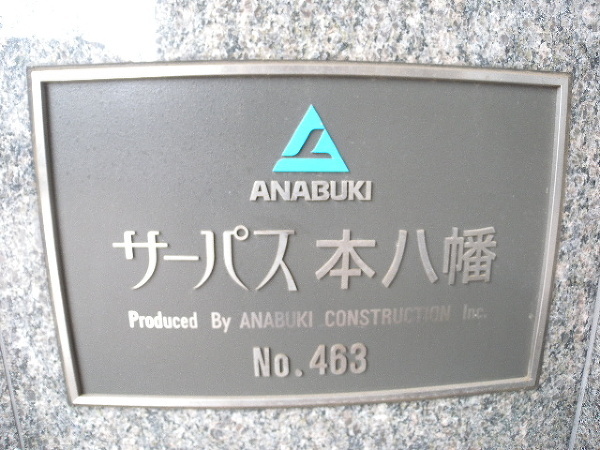 ANABUKI
サーパス 本八幡
Produced By ANABUKI CONSTRUCTION Inc.
No. 463